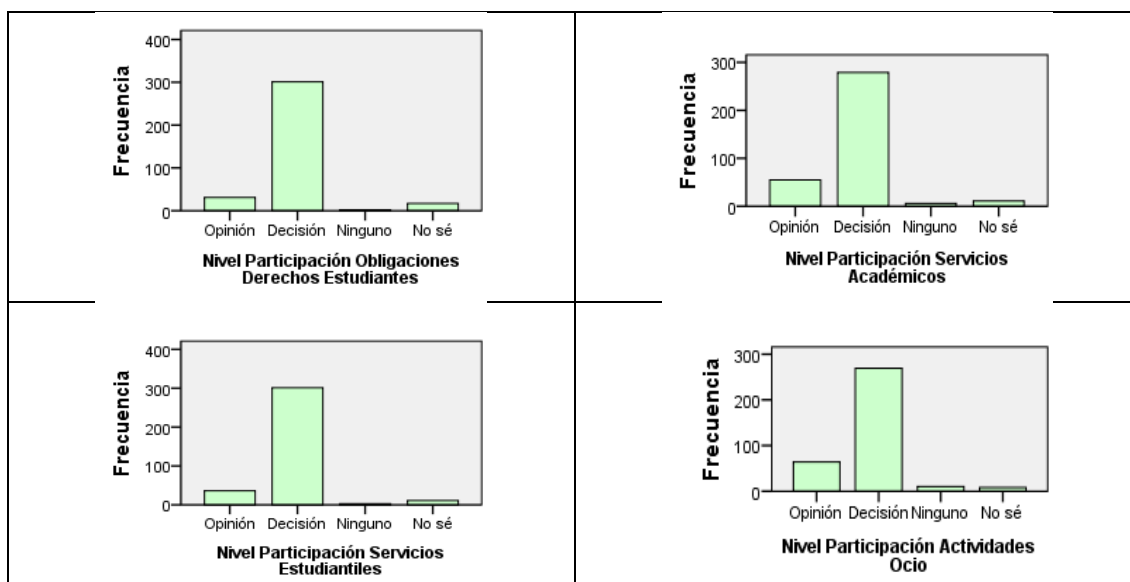 400
300
200
100
0
Frecuencia
Opinión Decisión Ninguno No sé
Nivel Participación Obligaciones
Derechos Estudiantes
300
200
100
0
Frecuencia
Opinión Decisión Ninguno No sé
Nivel Participación Servicios
Académicos
400
300
200
100
0
Frecuencia
Opinión Decisión Ninguno No sé
Nivel Participación Servicios
Estudiantiles
300
200
100
0
Frecuencia
Opinión Decisión Ninguno No sé
Nivel Participación Actividades
Ocio